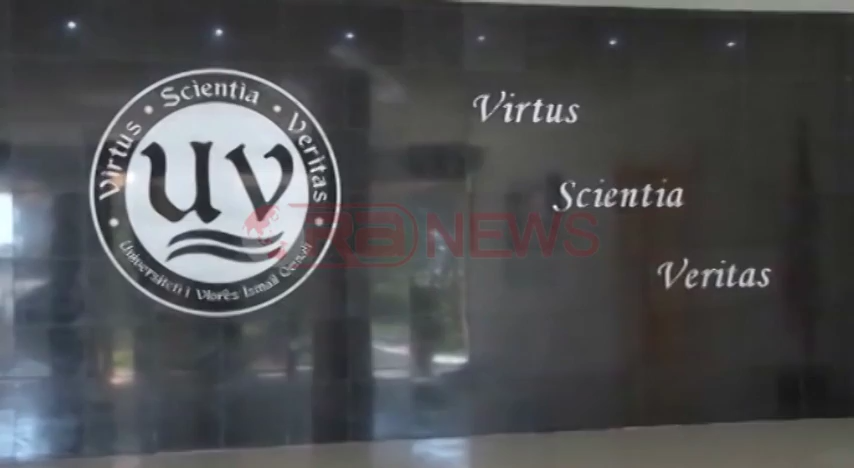 Virtus • Scientia • Veritas
uv
Universiteti i Vlorës Ismail Qemali
Virtus
Scientia
Veritas
Ra NEWS